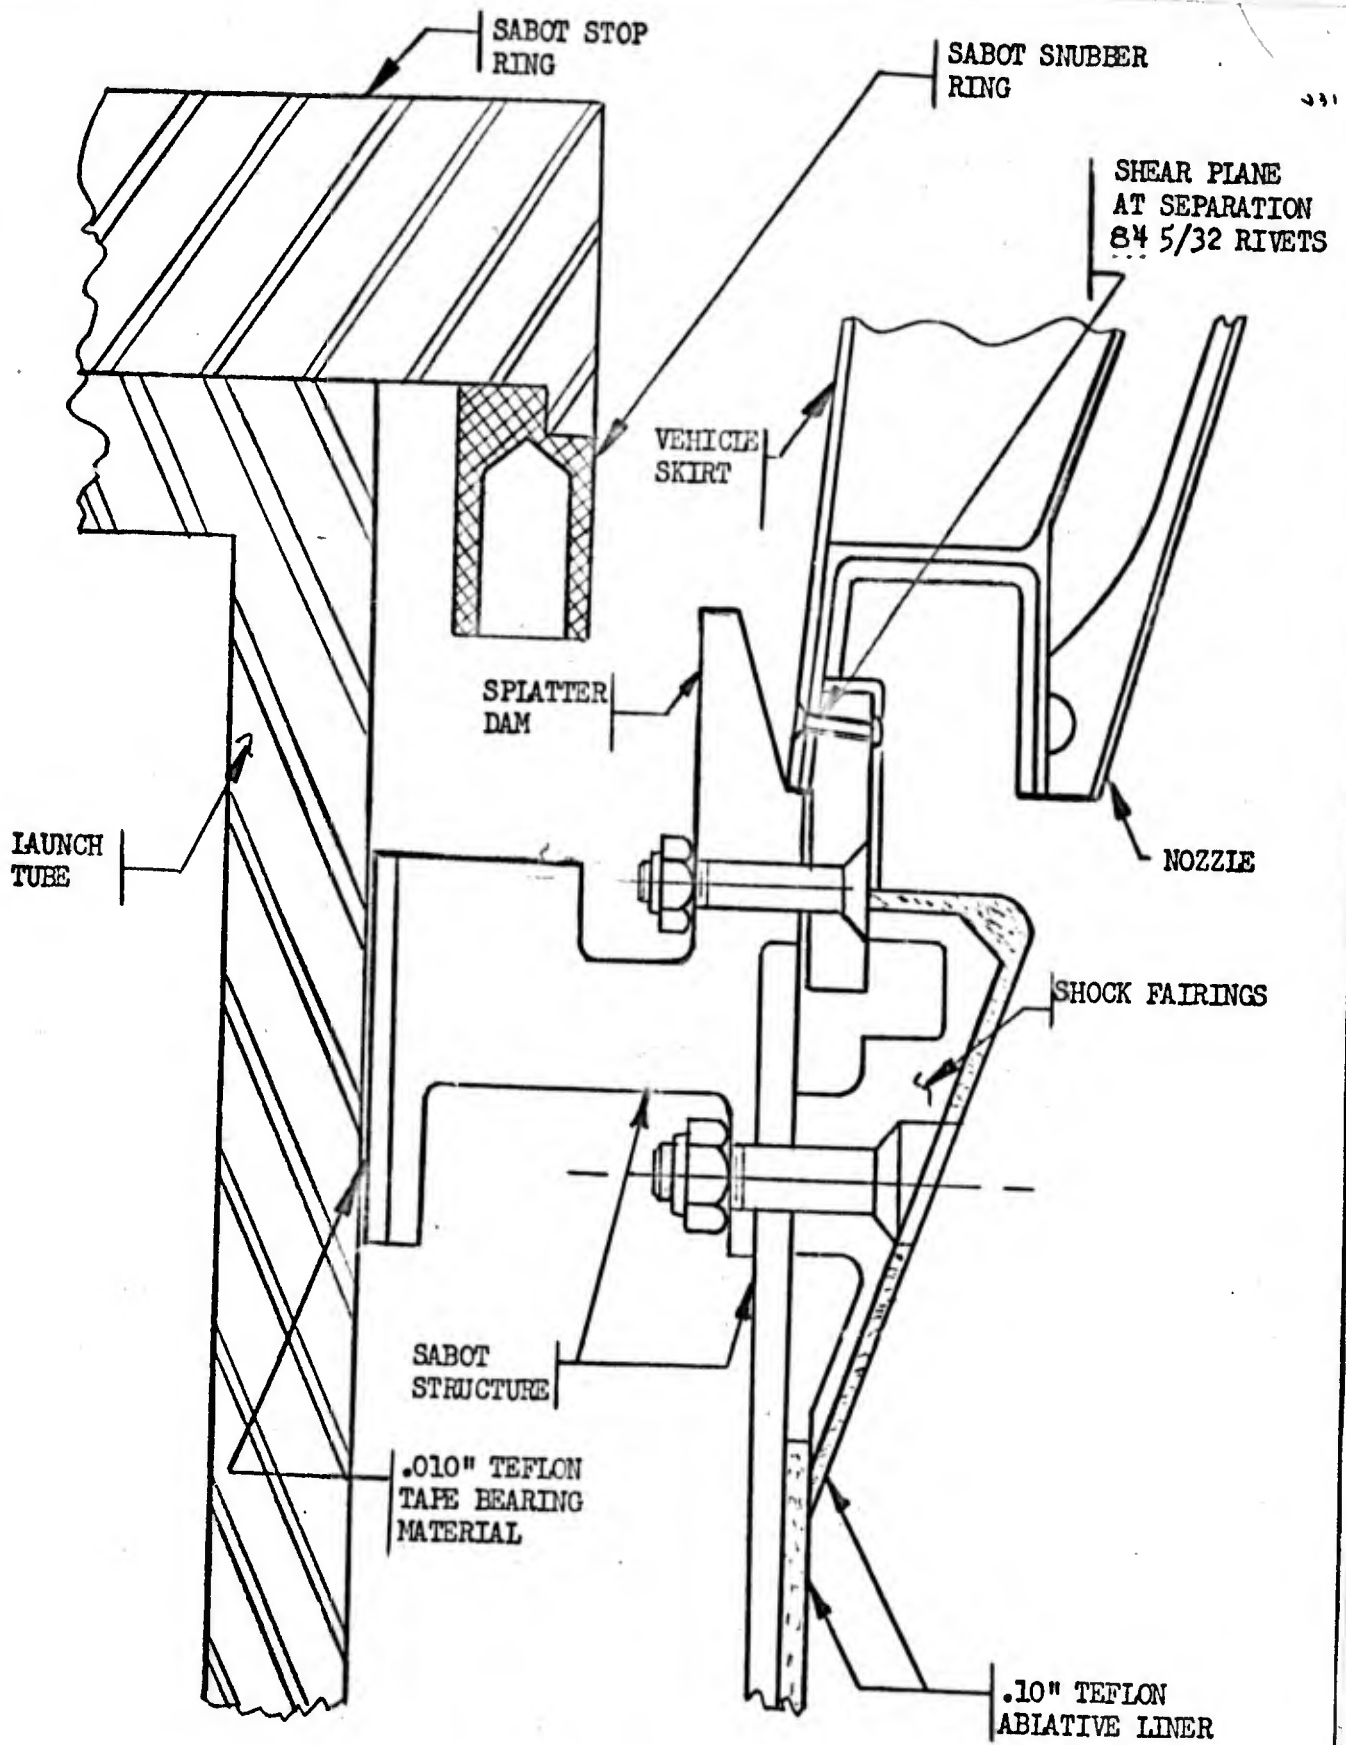 SABOT STOP
RING
SABOT SNUBBER
RING
SHEAR PLANE
AT SEPARATION
84 5/32 RIVETS
VEHICLE
SKIRT
SPLATTER
DAM
LAUNCH
TUBE
NOZZLE
SHOCK FAIRINGS
SABOT
STRUCTURE
.010" TEFLON
TAPE BEARING
MATERIAL
.10" TEFLON
ABLATIVE LINER